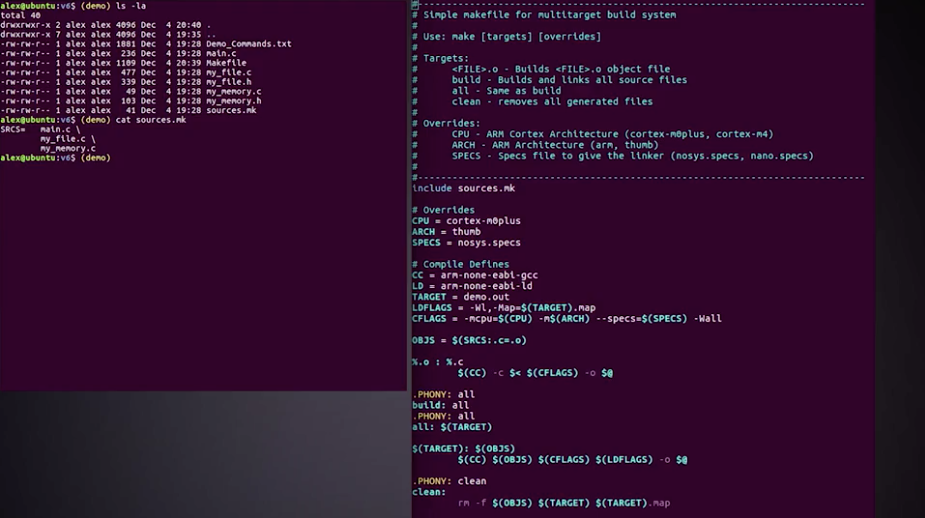 alex@ubuntu:v6$ (demo) ls -la
total 40
drwxrwxr-x 2 alex alex 4096 Dec  4 20:40 .
drwxrwxr-x 7 alex alex 4096 Dec  4 19:35 ..
-rw-rw-r-- 1 alex alex 1881 Dec  4 19:28 Demo_Commands.txt
-rw-rw-r-- 1 alex alex  236 Dec  4 19:28 main.c
-rw-rw-r-- 1 alex alex 1109 Dec  4 20:39 Makefile
-rw-rw-r-- 1 alex alex  477 Dec  4 19:28 my_file.c
-rw-rw-r-- 1 alex alex  339 Dec  4 19:28 my_file.h
-rw-rw-r-- 1 alex alex   49 Dec  4 19:28 my_memory.c
-rw-rw-r-- 1 alex alex  103 Dec  4 19:28 my_memory.h
-rw-rw-r-- 1 alex alex   41 Dec  4 19:28 sources.mk
alex@ubuntu:v6$ (demo) cat sources.mk
SRCS=   main.c \
        my_file.c \
        my_memory.c
alex@ubuntu:v6$ (demo)
#------------------------------------------------------------------------------
# Simple makefile for multitarget build system
#
# Use: make [targets] [overrides]
#
# Targets:
#      <FILE>.o - Builds <FILE>.o object file
#      build - Builds and links all source files
#      all - Same as build
#      clean - removes all generated files
#
# Overrides:
#      CPU - ARM Cortex Architecture (cortex-m0plus, cortex-m4)
#      ARCH - ARM Architecture (arm, thumb)
#      SPECS - Specs file to give the linker (nosys.specs, nano.specs)
#
#------------------------------------------------------------------------------
include sources.mk

# Overrides
CPU = cortex-m0plus
ARCH = thumb
SPECS = nosys.specs

# Compile Defines
CC = arm-none-eabi-gcc
LD = arm-none-eabi-ld
TARGET = demo.out
LDFLAGS = -Wl,-Map=$(TARGET).map
CFLAGS = -mcpu=$(CPU) -m$(ARCH) --specs=$(SPECS) -Wall

OBJS = $(SRCS:.c=.o)

%.o : %.c
        $(CC) -c $< $(CFLAGS) -o $@

.PHONY: all
build: all
.PHONY: all
all: $(TARGET)

$(TARGET): $(OBJS)
        $(CC) $(OBJS) $(CFLAGS) $(LDFLAGS) -o $@

.PHONY: clean
clean:
        rm -f $(OBJS) $(TARGET) $(TARGET).map